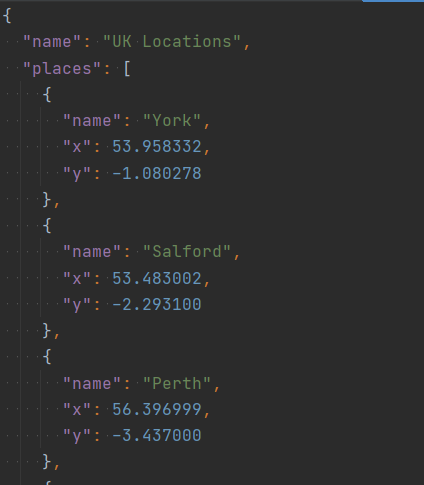 {
  "name": "UK Locations",
  "places": [
    {
      "name": "York",
      "x": 53.958332,
      "y": -1.080278
    },
    {
      "name": "Salford",
      "x": 53.483002,
      "y": -2.293100
    },
    {
      "name": "Perth",
      "x": 56.396999,
      "y": -3.437000
    },
    {